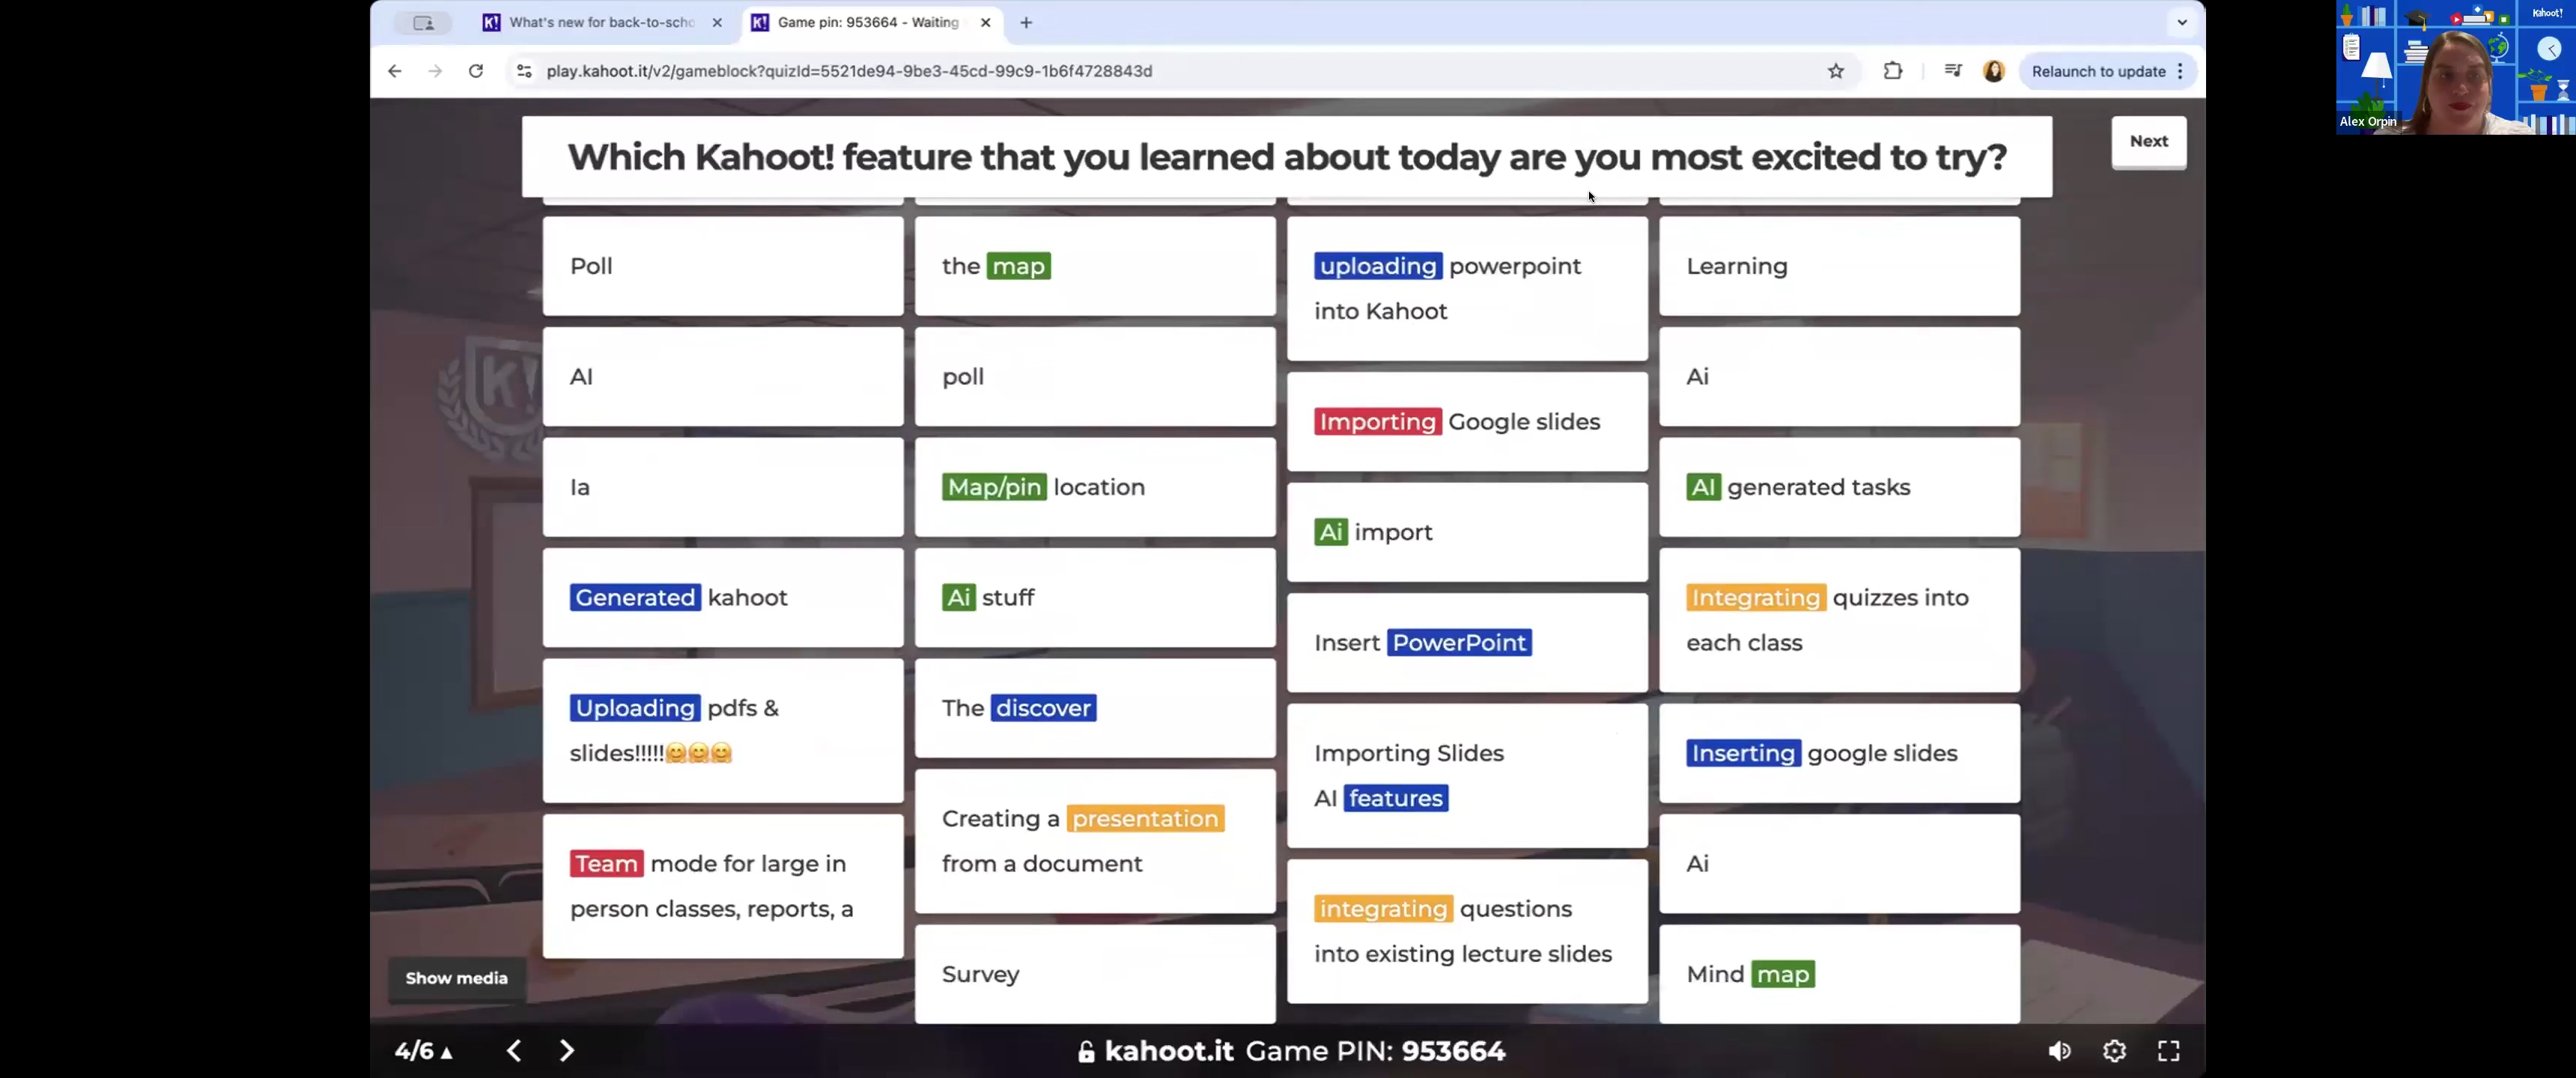 What's new for back-to-scho
Game pin: 953664 - Waiting
play.kahoot.it/v2/gameblock?quizId=5521de94-9be3-45cd-99c9-1b6f4728843d
Relaunch to update
Kahoot!
Alex Orpin
Which Kahoot! feature that you learned about today are you most excited to try?
Next
K!
Poll
AI
Ia
Generated kahoot
Uploading pdfs &
slides!!!!!🤗🤗🤗
Team mode for large in
person classes, reports, a
the map
poll
Map/pin location
Ai stuff
The discover
Creating a presentation
from a document
Survey
uploading powerpoint
into Kahoot
Importing Google slides
Ai import
Insert PowerPoint
Importing Slides
AI features
integrating questions
into existing lecture slides
Learning
Ai
AI generated tasks
Integrating quizzes into
each class
Inserting google slides
Ai
Mind map
Show media
4/6
kahoot.it Game PIN: 953664